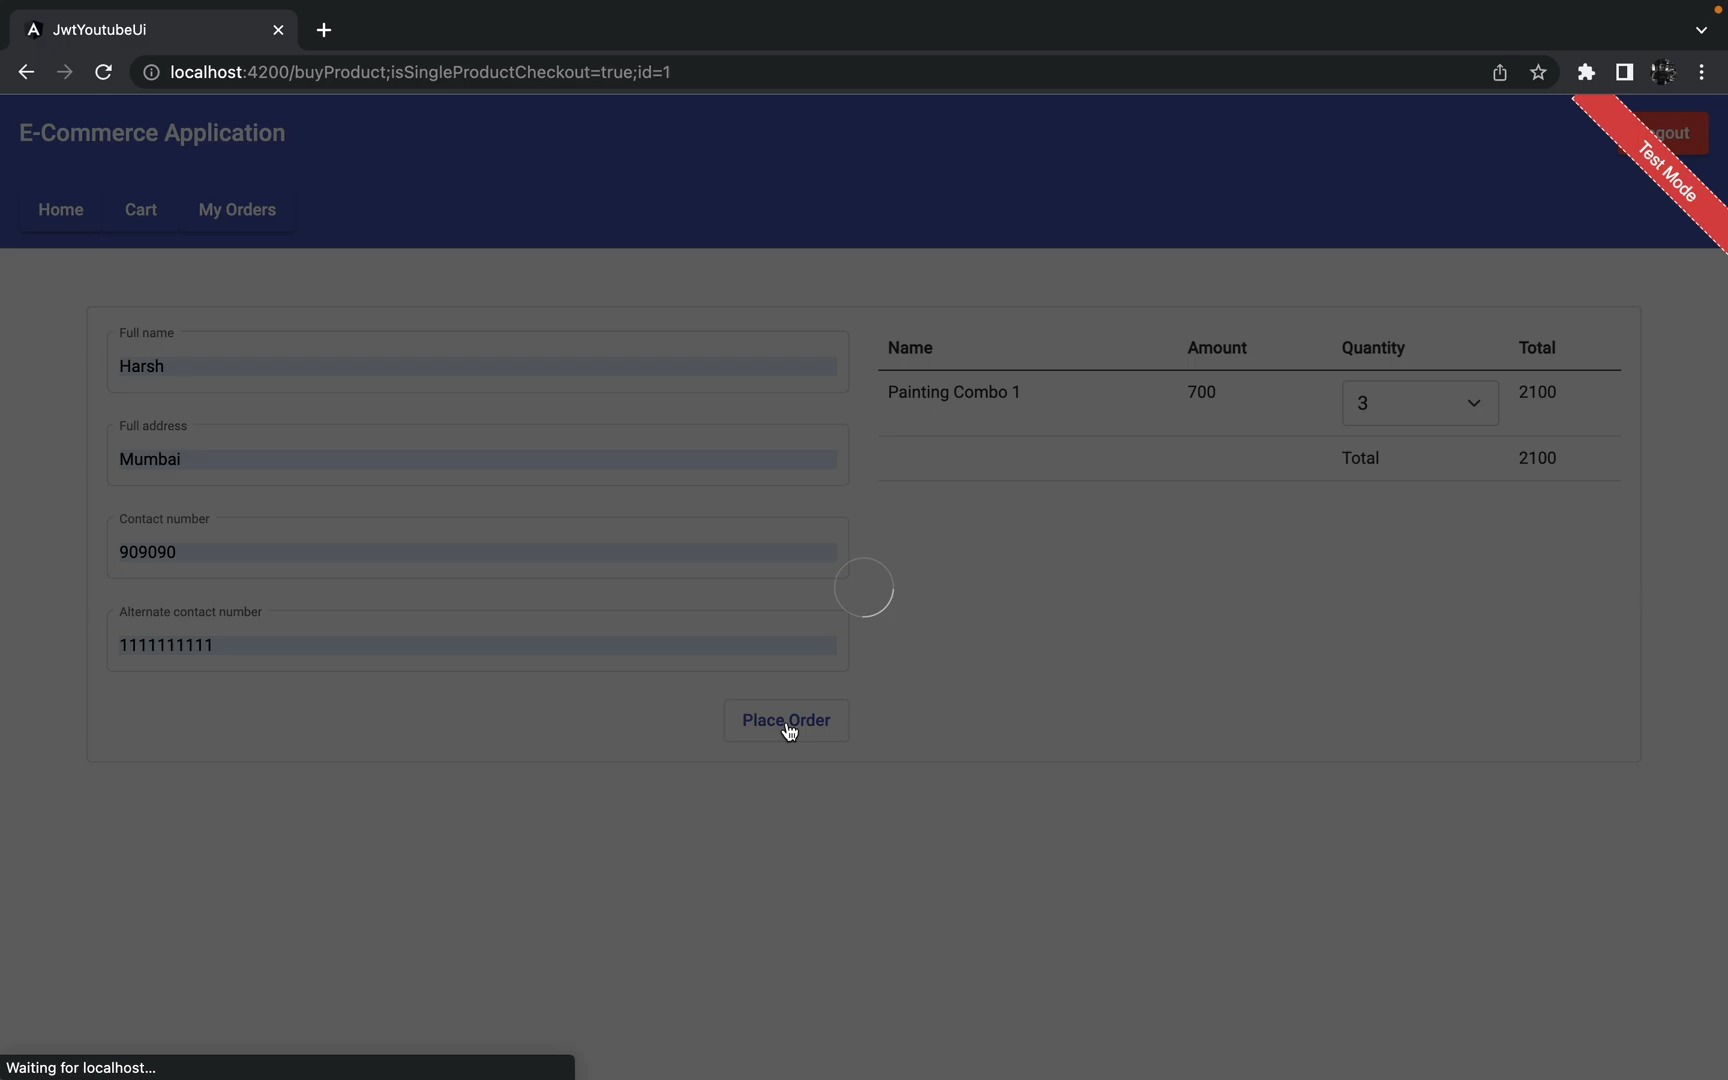 JwtYoutubeUi
localhost:4200/buyProduct;isSingleProductCheckout=true;id=1
E-Commerce Application
gout
Test Mode
Home
Cart
My Orders
Full name
Harsh
Full address
Mumbai
Contact number
909090
Alternate contact number
1111111111
Place Order
Name Amount Quantity Total
Painting Combo 1 700 3 2100
Total 2100
Waiting for localhost...